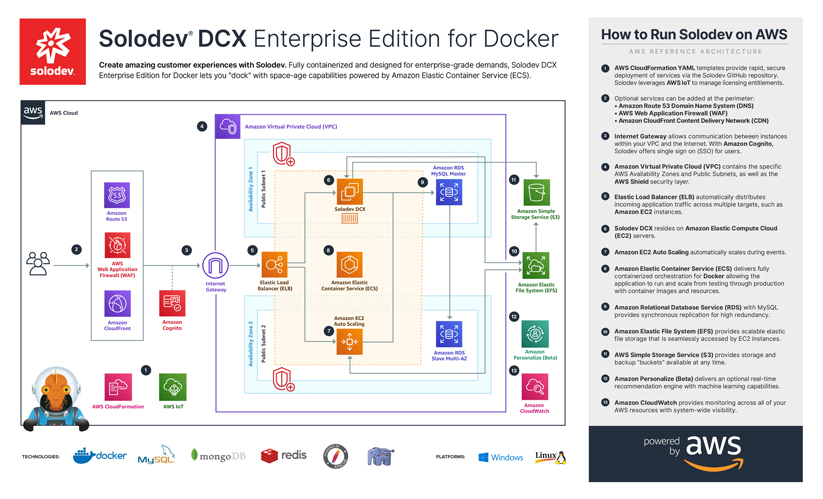 solodev.
Solodev® DCX Enterprise Edition for Docker
Create amazing customer experiences with Solodev. Fully containerized and designed for enterprise-grade demands, Solodev DCX
Enterprise Edition for Docker lets you "dock" with space-age capabilities powered by Amazon Elastic Container Service (ECS).
aws
AWS Cloud
4
Amazon Virtual Private Cloud (VPC)
Availability Zone 1
Public Subnet 1
6
Solodev DCX
9
Amazon RDS
MySQL Master
11
Amazon Simple
Storage Service (S3)
2
Amazon
Route 53
AWS
Web Application
Firewall (WAF)
Amazon
CloudFront
3
Amazon
Cognito
Internet
Gateway
5
Elastic Load
Balancer (ELB)
8
Amazon Elastic
Container Service (ECS)
10
Amazon Elastic
File System (EFS)
Availability Zone 2
Public Subnet 2
Amazon EC2
Auto Scaling
7
Amazon RDS
Slave Multi-AZ
12
Amazon
Personalize (Beta)
13
Amazon
CloudWatch
1
AWS CloudFormation
AWS IoT
TECHNOLOGIES:
docker
MySQL
mongoDB
redis
php
PLATFORMS:
Windows
Linux
How to Run Solodev on AWS
AWS REFERENCE ARCHITECTURE
1 AWS CloudFormation YAML templates provide rapid, secure
deployment of services via the Solodev GitHub repository.
Solodev leverages AWS IoT to manage licensing entitlements.
2 Optional services can be added at the perimeter:
• Amazon Route 53 Domain Name System (DNS)
• AWS Web Application Firewall (WAF)
• Amazon CloudFront Content Delivery Network (CDN)
3 Internet Gateway allows communication between instances
within your VPC and the Internet. With Amazon Cognito,
Solodev offers single sign on (SSO) for users.
4 Amazon Virtual Private Cloud (VPC) contains the specific
AWS Availability Zones and Public Subnets, as well as the
AWS Shield security layer.
5 Elastic Load Balancer (ELB) automatically distributes
incoming application traffic across multiple targets, such as
Amazon EC2 instances.
6 Solodev DCX resides on Amazon Elastic Compute Cloud
(EC2) servers.
7 Amazon EC2 Auto Scaling automatically scales during events.
8 Amazon Elastic Container Service (ECS) delivers fully
containerized orchestration for Docker allowing the
application to run and scale from testing through production
with container images and resources.
9 Amazon Relational Database Service (RDS) with MySQL
provides synchronous replication for high redundancy.
10 Amazon Elastic File System (EFS) provides scalable elastic
file storage that is seamlessly accessed by EC2 instances.
11 AWS Simple Storage Service (S3) provides storage and
backup "buckets" available at any time.
12 Amazon Personalize (Beta) delivers an optional real-time
recommendation engine with machine learning capabilities.
13 Amazon CloudWatch provides monitoring across all of your
AWS resources with system-wide visibility.
powered
by
aws